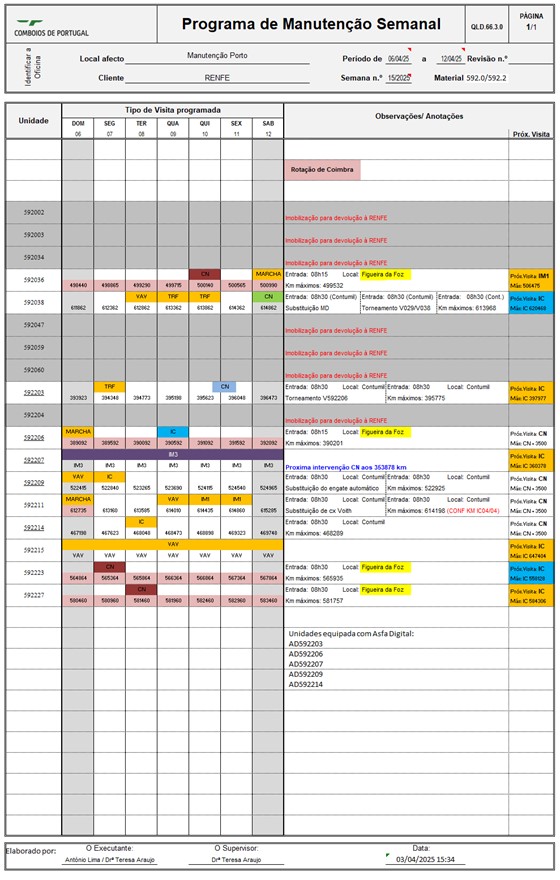 COMBOIOS DE PORTUGAL
Programa de Manutenção Semanal
QLD.66.3.0
PÁGINA
1/1
Identificar a Oficina
Local afecto Manutenção Porto
Cliente RENFE
Periodo de 06/04/25 a 12/04/25 Revisão n.º
Semana n.º 15/2025 Material 592.0/592.2
Unidade
Tipo de Visita programada
Observações/ Anotações
DOM SEG TER QUA QUI SEX SAB
06 07 08 09 10 11 12
Próx. Visita
Rotação de Coimbra
592002 Imobilização para devolução à RENFE
592003 Imobilização para devolução à RENFE
592034 Imobilização para devolução à RENFE
592036 CN MARCHA Entrada: 08h15 Local: Figueira da Foz Próx.Visita: IM1
498440 498865 499290 499715 500140 500565 500990 Km máximos: 499532 Máx: 506475
592038 VAV TRF TRF CN Entrada: 08h30 (Contumil) Entrada: 08h30 (Contumil) Entrada: 08h30 (Cont.) Próx.Visita: IC
611862 612362 612862 613362 613862 614362 614862 Substituição MD Torneamento V029/V036 Km máximos: 613968
592047 Imobilização para devolução à RENFE
592059 Imobilização para devolução à RENFE
592060 Imobilização para devolução à RENFE
592203 TRF CN Entrada: 08h30 Local: Contumil Entrada: 08h30 Local: Contumil Próx.Visita: IC
393923 394348 394773 395198 395623 396048 396473 Torneamento V592206 Km máximos: 395775 Máx: IC 397977
592204 Imobilização para devolução à RENFE
592206 MARCHA IC Entrada: 08h15 Local: Figueira da Foz Próx.Visita: CN
389092 389592 390092 390592 391092 391592 392092 Km máximos: 390201 Máx: CN + 3500
592207 IM3 Próx.Visita: IC
IM3 IM3 IM3 IM3 IM3 IM3 IM3 Proxima intervenção CN aos 353878 km Máx: IC 360378
592209 VAV IC Entrada: 08h30 Local: Contumil Entrada: 08h30 Local: Contumil Próx.Visita: CN
522415 522840 523265 523690 524115 524540 524965 Substituição do engate automático Km máximos: 522925 Máx: CN + 3500
592211 MARCHA VAV IM1 IM1 Entrada: 08h30 Local: Contumil Entrada: 08h30 Local: Contumil Próx.Visita: CN
612735 613160 613585 614010 614435 614860 615285 Substituição de cx Voith Km máximos: 614198 (CONF KM IC04/04) Máx: CN + 3500
592214 IC Entrada: 08h30 Local: Contumil Próx.Visita: CN
467198 467623 468048 468473 468898 469323 469748 Km máximos: 468289 Máx: CN + 3500
592215 VAV Próx.Visita: IC
VAV VAV VAV VAV VAV VAV VAV Máx: IC 647404
592223 CN Entrada: 08h30 Local: Figueira da Foz Próx.Visita: IC
564864 565364 565864 566364 566864 567364 567864 Km máximos: 565935
592227 CN Entrada: 08h30 Local: Figueira da Foz Próx.Visita: IC
580460 580960 581460 581960 582460 582960 583460 Km máximos: 581757 Máx: IC 584386
Unidades equipada com Asfa Digital:
AD592203
AD592206
AD592207
AD592209
AD592214
Elaborado por:
O Executante: O Supervisor: Data:
António Lima / Drª Teresa Araujo Drª Teresa Araujo 03/04/2025 15:34